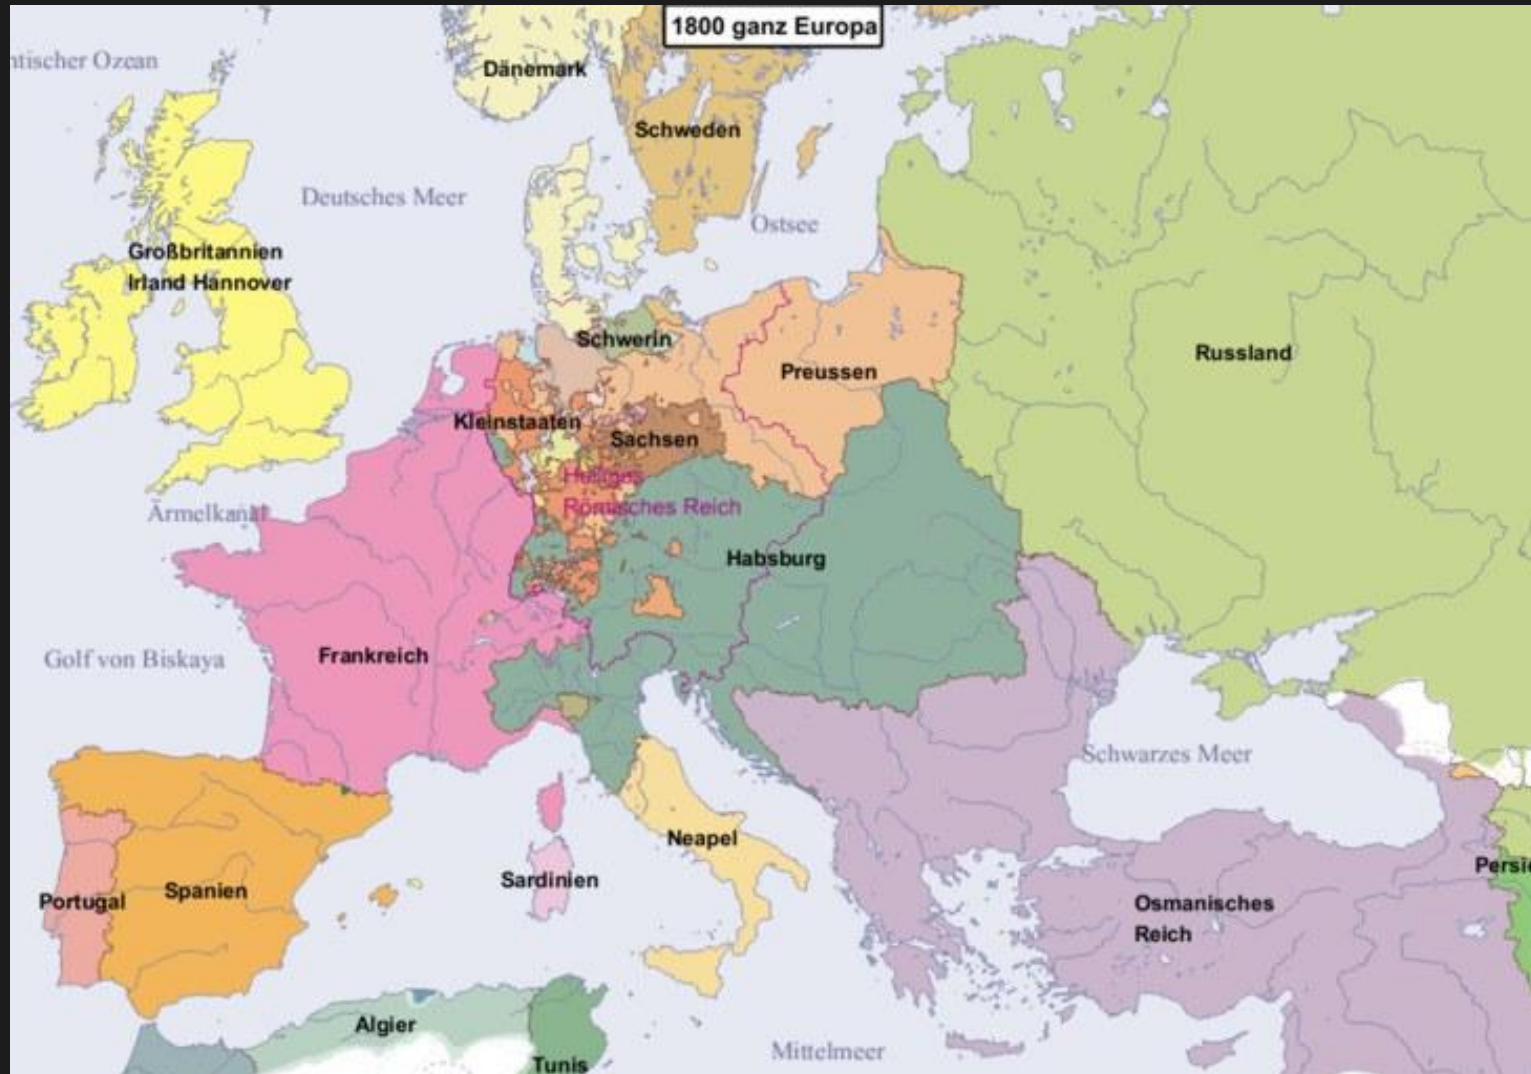 1800 ganz Europa
ntischer Ozean
Dänemark
Schweden
Deutsches Meer
Ostsee
Großbritannien
Irland Hannover
Schwerin
Russland
Preussen
Kleinstaaten
Sachsen
Heiliges
Römisches Reich
Ärmelkanal
Habsburg
Golf von Biskaya
Frankreich
Schwarzes Meer
Neapel
Sardinien
Portugal
Spanien
Persie
Osmanisches
Reich
Algier
Mittelmeer
Tunis